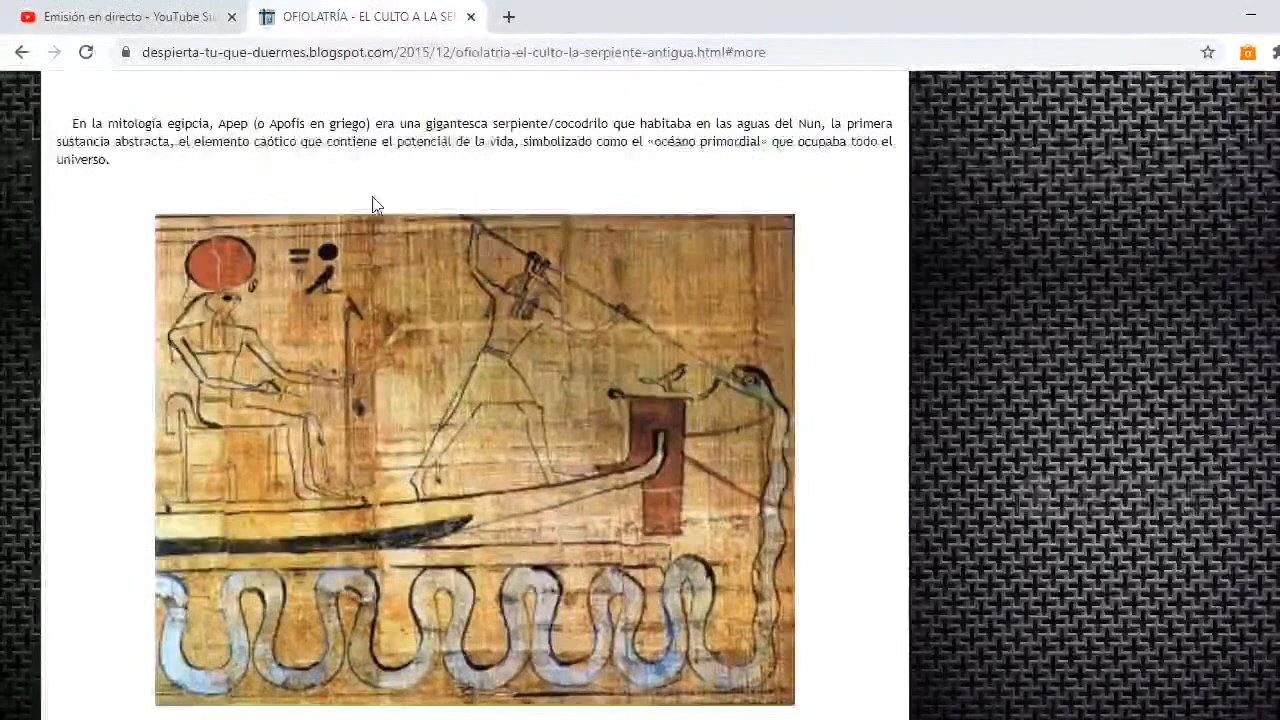 Emisión en directo - YouTube Su
OFIOLATRÍA - EL CULTO A LA SER
despierta-tu-que-duermes.blogspot.com/2015/12/ofiolatria-el-culto-la-serpiente-antigua.html#more
En la mitología egipcia, Apep (o Apofis en griego) era una gigantesca serpiente/cocodrilo que habitaba en las aguas del Nun, la primera
sustancia abstracta, el elemento caótico que contiene el potencial de la vida, simbolizado como el «océano primordial» que ocupaba todo el
universo.